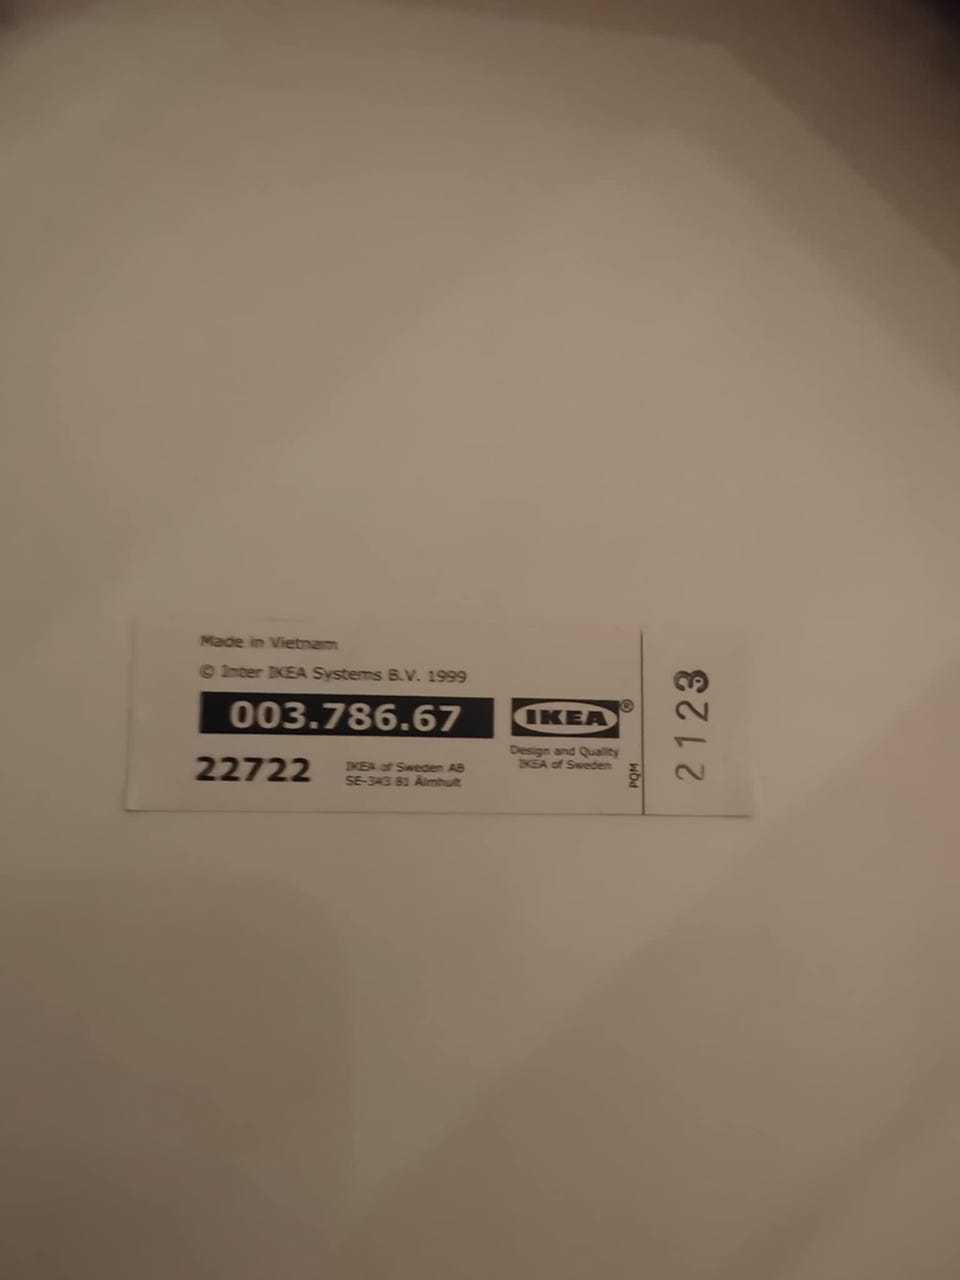 Made in Vietnam
© Inter IKEA Systems B.V. 1999
003.786.67
22722
IKEA of Sweden AB
SE-343 81 Älmhult
IKEA®
Design and Quality
IKEA of Sweden
PQM
2123